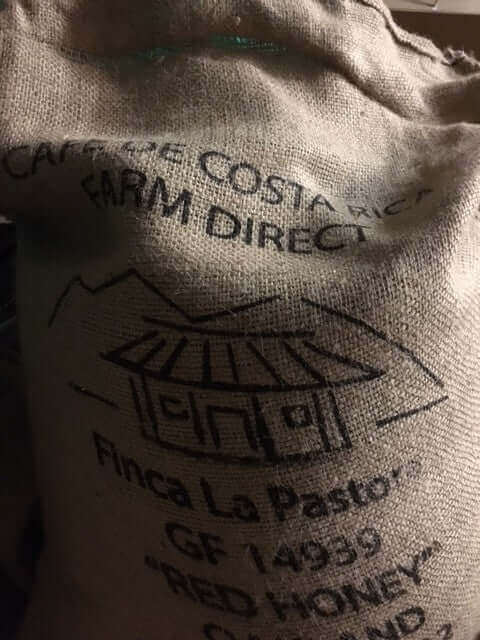 CAFE DE COSTA RICA
FARM DIRECT
Finca La Pastora
GF 14939
"RED HONEY"